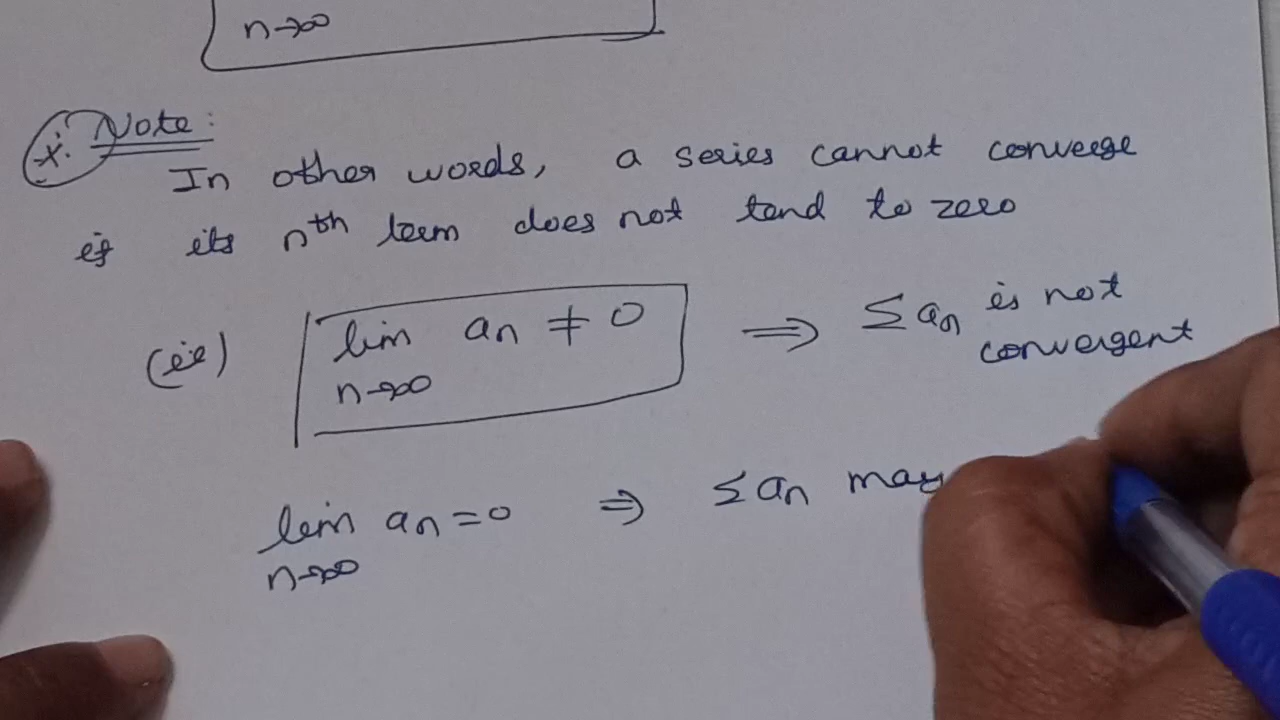 n→∞
*. Note:
In other words, a series cannot converge
if its nth term does not tend to zero
(ie) lim an ≠ 0 ⟹ Σan is not
n→∞ convergent
lim an = 0 ⇒ Σan may
n→∞